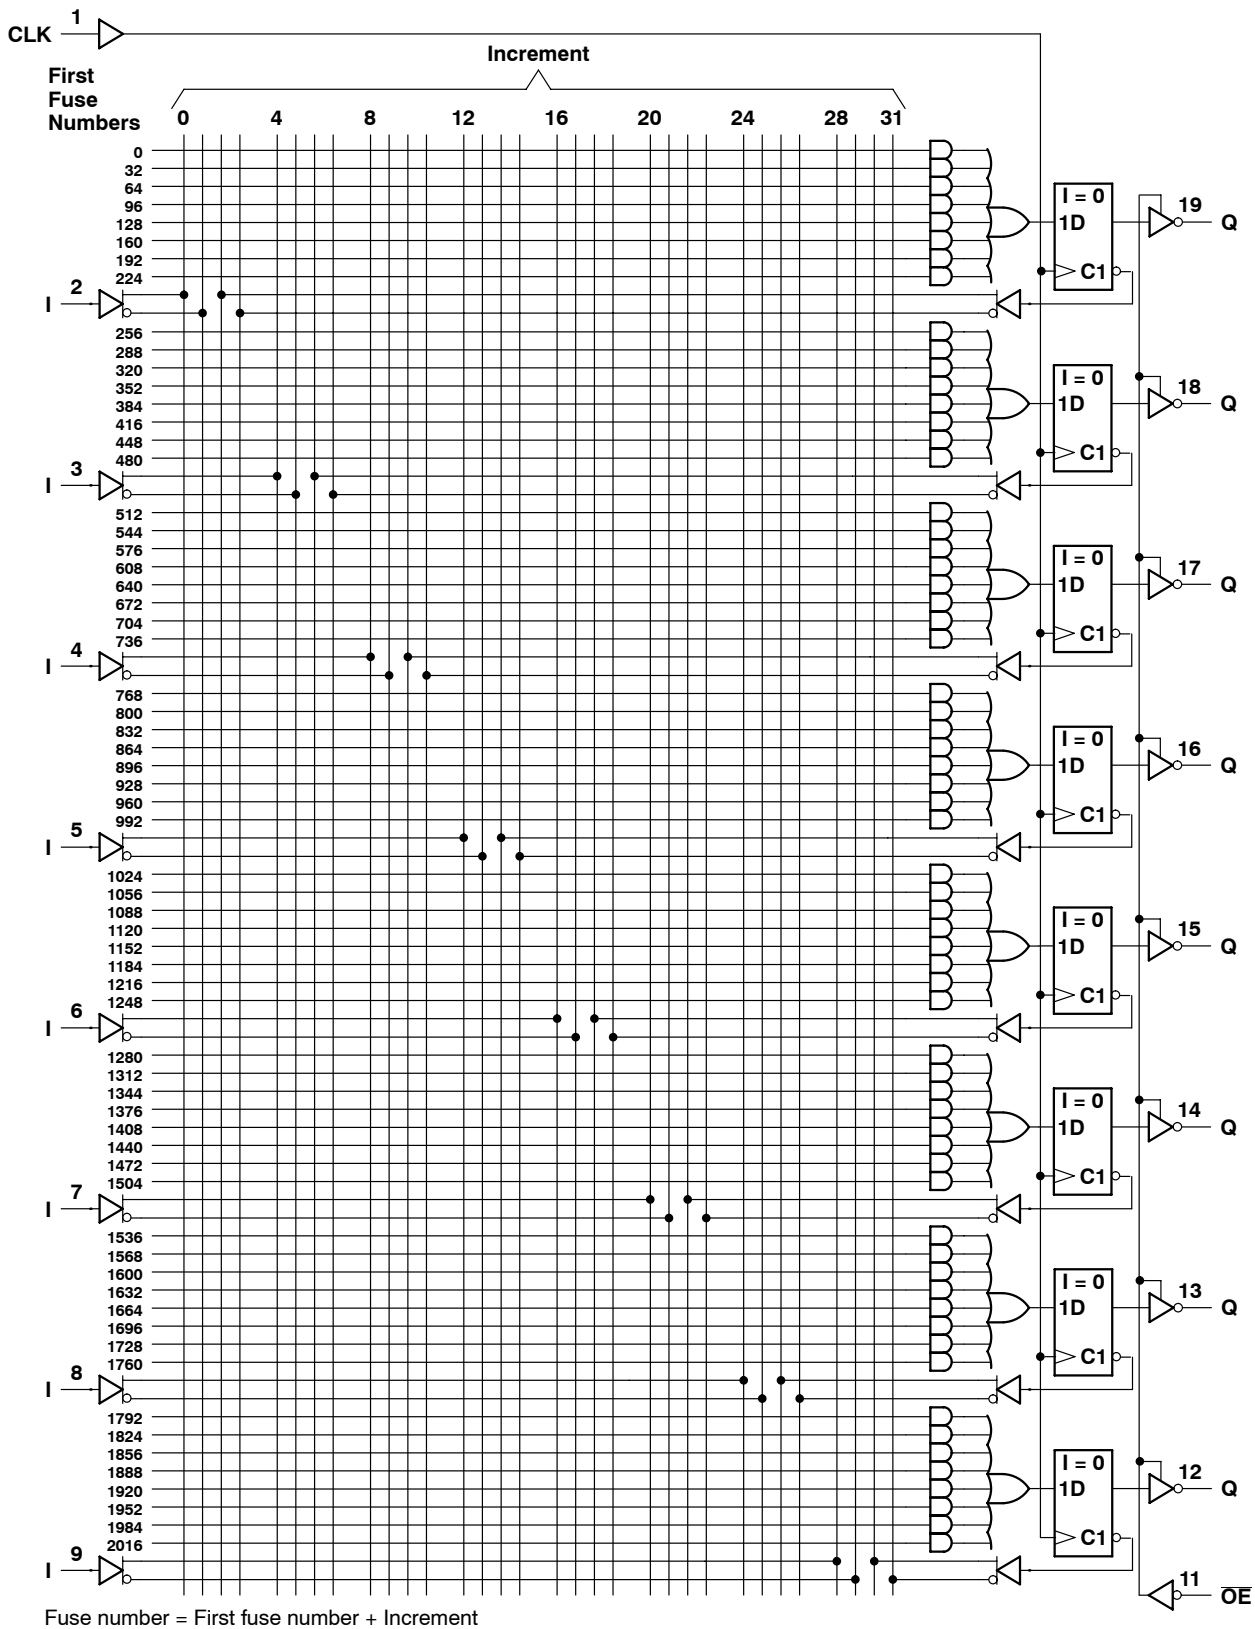 CLK 1
Increment
First
Fuse
Numbers
0 4 8 12 16 20 24 28 31
0
32
64
96
128
160
192
224
I = 0
1D
C1
19 Q
I 2
256
288
320
352
384
416
448
480
I = 0
1D
C1
18 Q
I 3
512
544
576
608
640
672
704
736
I = 0
1D
C1
17 Q
I 4
768
800
832
864
896
928
960
992
I = 0
1D
C1
16 Q
I 5
1024
1056
1088
1120
1152
1184
1216
1248
I = 0
1D
C1
15 Q
I 6
1280
1312
1344
1376
1408
1440
1472
1504
I = 0
1D
C1
14 Q
I 7
1536
1568
1600
1632
1664
1696
1728
1760
I = 0
1D
C1
13 Q
I 8
1792
1824
1856
1888
1920
1952
1984
2016
I = 0
1D
C1
12 Q
I 9
11 O̅E̅
Fuse number = First fuse number + Increment